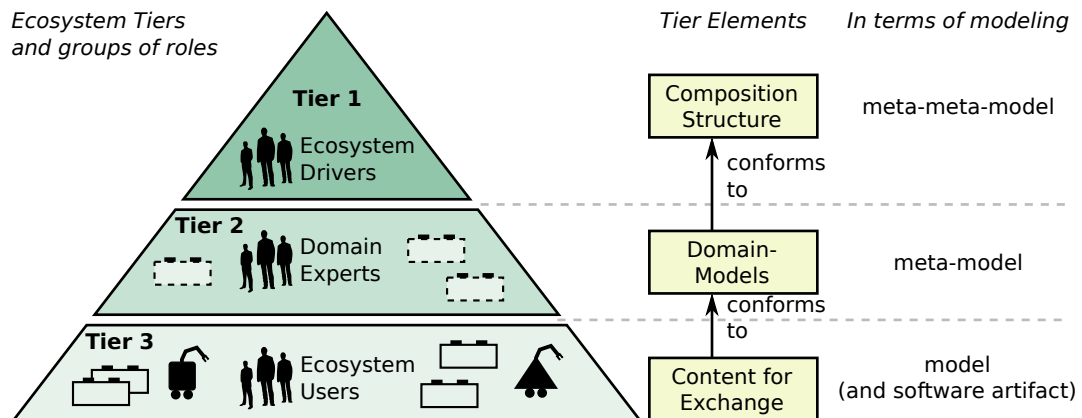 Ecosystem Tiers
and groups of roles
Tier Elements
In terms of modeling
Tier 1
Ecosystem
Drivers
Composition
Structure
meta-meta-model
conforms
to
Tier 2
Domain
Experts
Domain-
Models
meta-model
conforms
to
Tier 3
Ecosystem
Users
Content for
Exchange
model
(and software artifact)